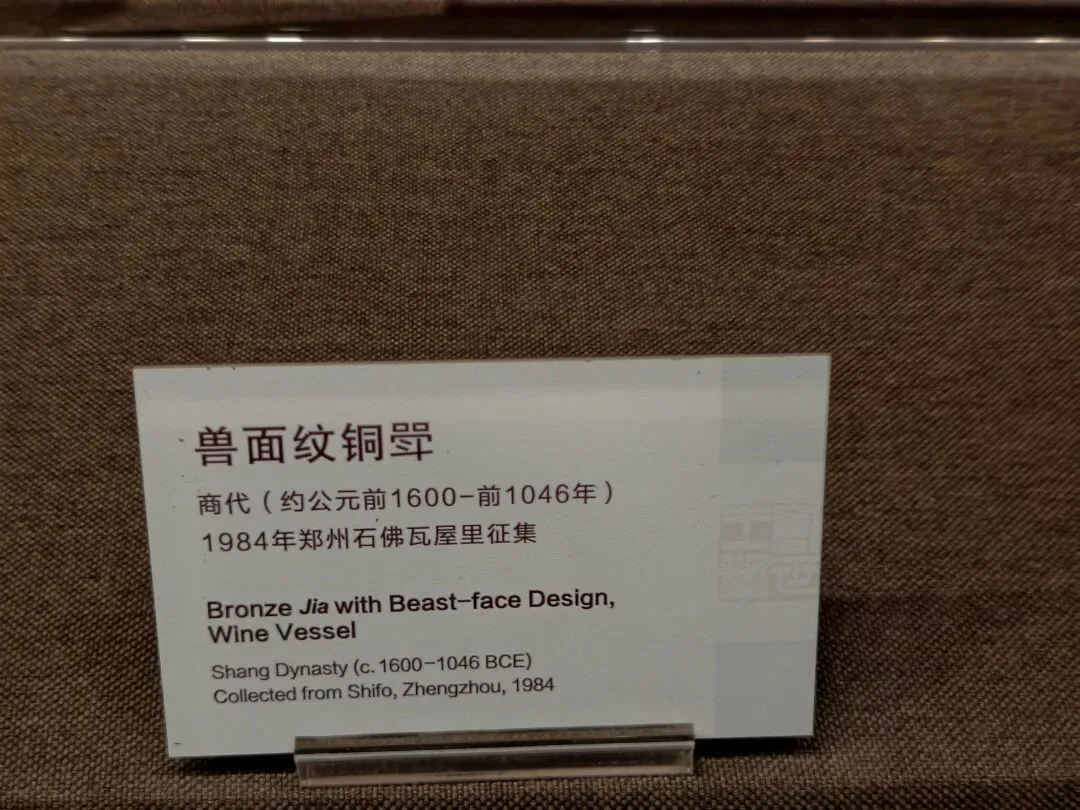 兽面纹铜斝
商代（约公元前1600-前1046年）
1984年郑州石佛瓦屋里征集
Bronze Jia with Beast-face Design,
Wine Vessel
Shang Dynasty (c. 1600-1046 BCE)
Collected from Shifo, Zhengzhou, 1984